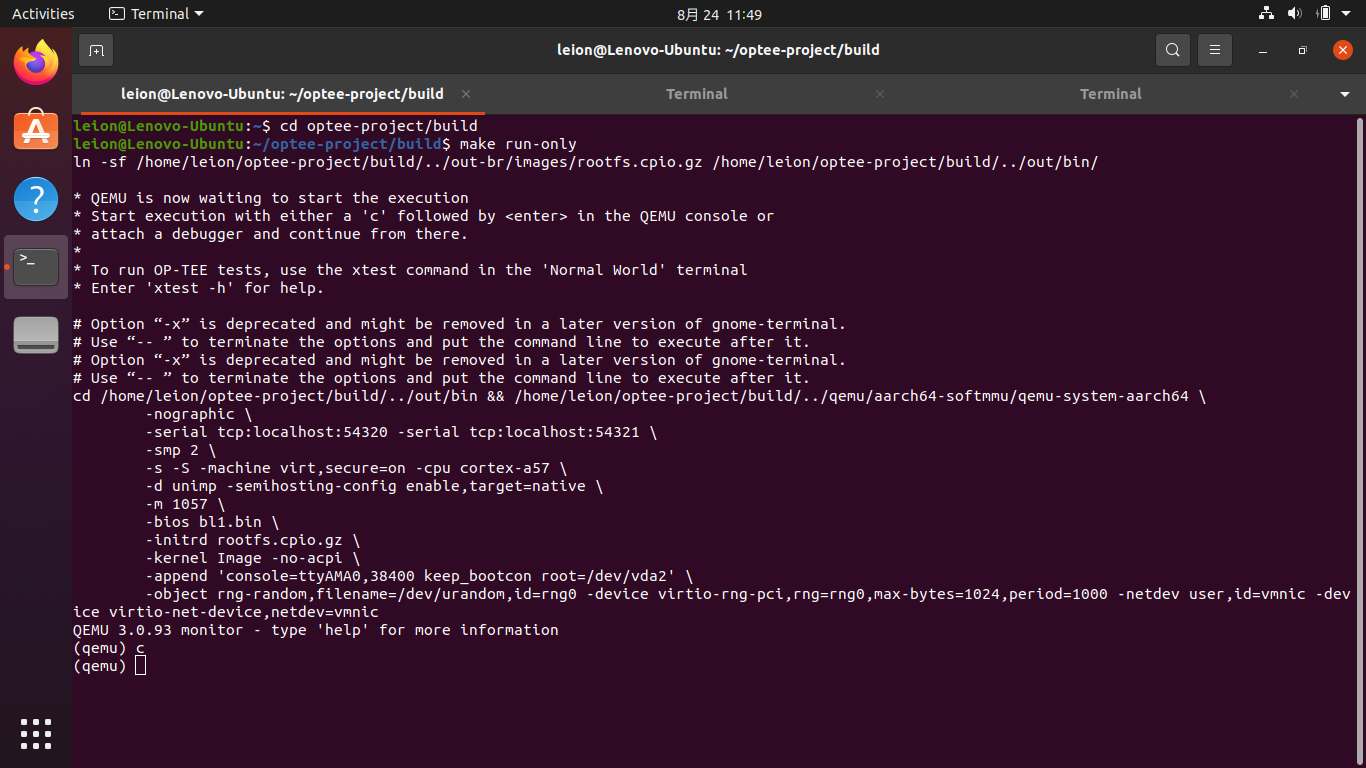 Activities
Terminal
8月 24 11:49
leion@Lenovo-Ubuntu: ~/optee-project/build
leion@Lenovo-Ubuntu: ~/optee-project/build × Terminal × Terminal ×
leion@Lenovo-Ubuntu:~$ cd optee-project/build
leion@Lenovo-Ubuntu:~/optee-project/build$ make run-only
ln -sf /home/leion/optee-project/build/../out-br/images/rootfs.cpio.gz /home/leion/optee-project/build/../out/bin/
* QEMU is now waiting to start the execution
* Start execution with either a 'c' followed by <enter> in the QEMU console or
* attach a debugger and continue from there.
*
* To run OP-TEE tests, use the xtest command in the 'Normal World' terminal
* Enter 'xtest -h' for help.
# Option “-x” is deprecated and might be removed in a later version of gnome-terminal.
# Use “-- ” to terminate the options and put the command line to execute after it.
# Option “-x” is deprecated and might be removed in a later version of gnome-terminal.
# Use “-- ” to terminate the options and put the command line to execute after it.
cd /home/leion/optee-project/build/../out/bin && /home/leion/optee-project/build/../qemu/aarch64-softmmu/qemu-system-aarch64 \
-nographic \
-serial tcp:localhost:54320 -serial tcp:localhost:54321 \
-smp 2 \
-s -S -machine virt,secure=on -cpu cortex-a57 \
-d unimp -semihosting-config enable,target=native \
-m 1057 \
-bios bl1.bin \
-initrd rootfs.cpio.gz \
-kernel Image -no-acpi \
-append 'console=ttyAMA0,38400 keep_bootcon root=/dev/vda2' \
-object rng-random,filename=/dev/urandom,id=rng0 -device virtio-rng-pci,rng=rng0,max-bytes=1024,period=1000 -netdev user,id=vmnic -dev
ice virtio-net-device,netdev=vmnic
QEMU 3.0.93 monitor - type 'help' for more information
(qemu) c
(qemu)